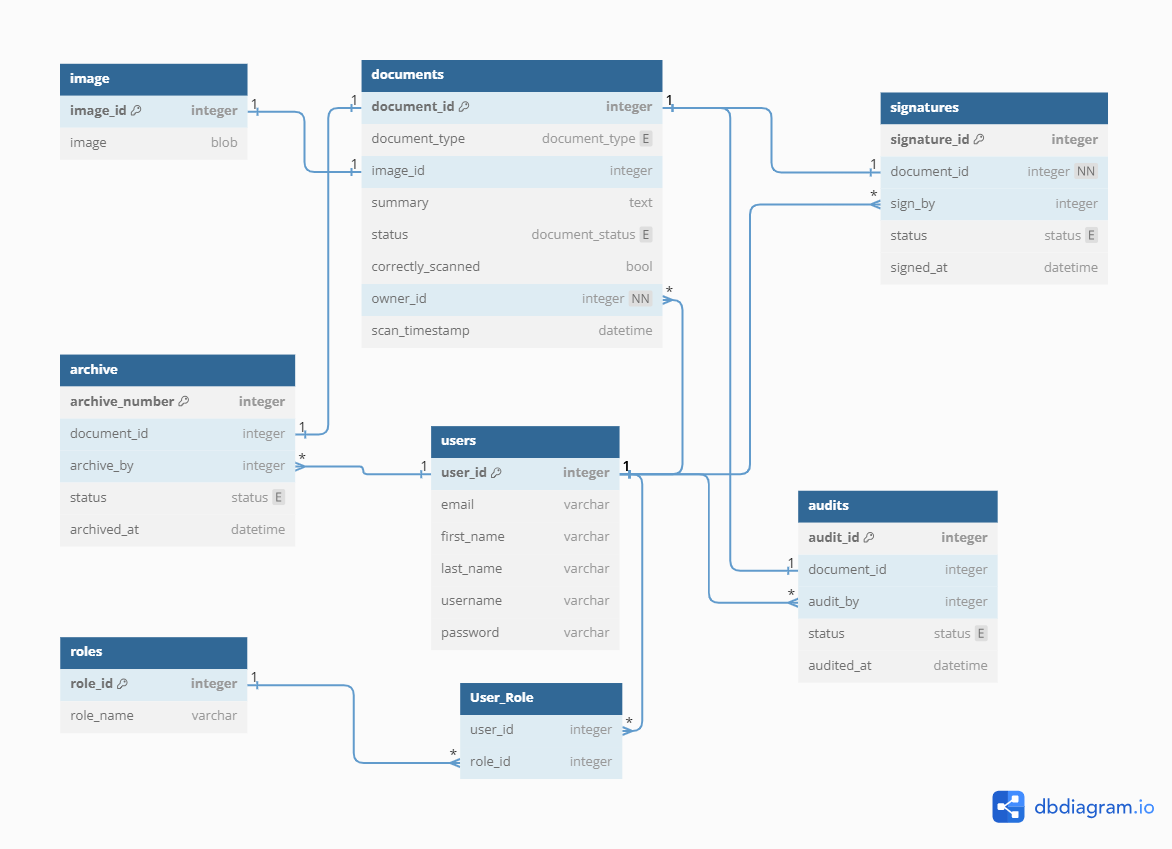 image
image_id integer
image blob
1
documents
document_id integer
document_type document_type E
image_id integer
summary text
status document_status E
correctly_scanned bool
owner_id integer NN
scan_timestamp datetime
1
1
1
*
signatures
signature_id integer
document_id integer NN
sign_by integer
status status E
signed_at datetime
1
*
archive
archive_number integer
document_id integer
archive_by integer
status status E
archived_at datetime
1
*
users
user_id integer
email varchar
first_name varchar
last_name varchar
username varchar
password varchar
1
1
audits
audit_id integer
document_id integer
audit_by integer
status status E
audited_at datetime
1
*
roles
role_id integer
role_name varchar
1
User_Role
user_id integer
role_id integer
*
*
dbdiagram.io